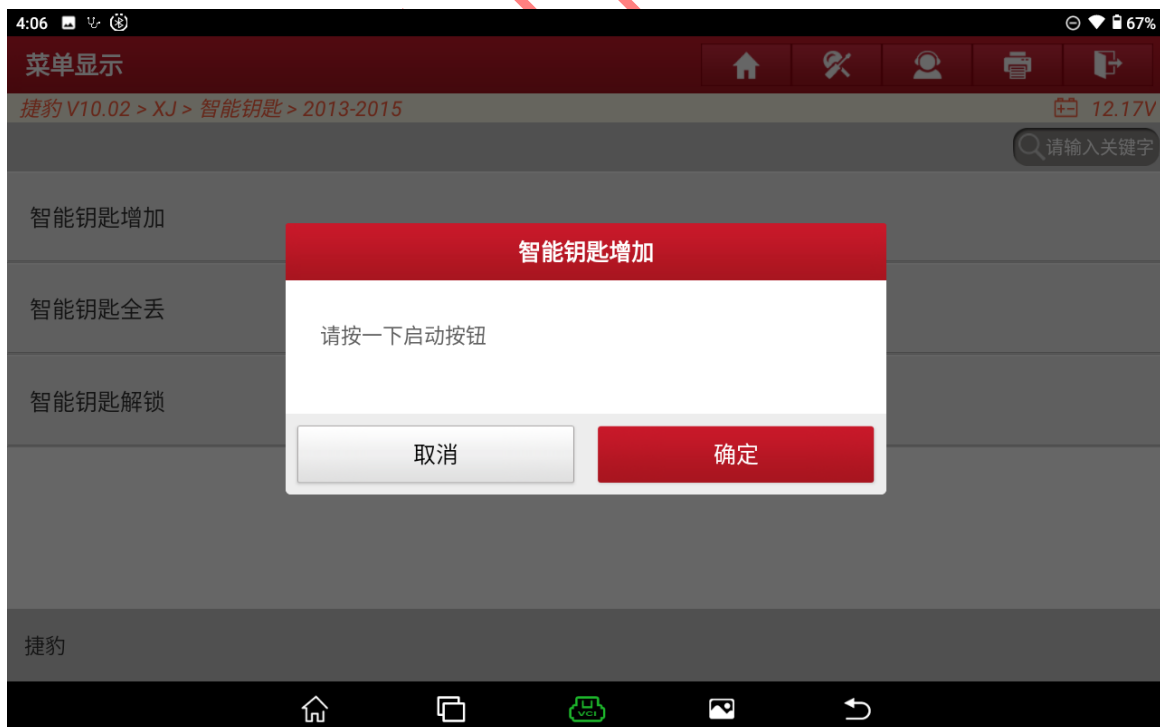 4:06
67%
菜单显示
捷豹 V10.02 > XJ > 智能钥匙 > 2013-2015
12.17V
请输入关键字
智能钥匙增加
智能钥匙增加
请按一下启动按钮
智能钥匙全丢
智能钥匙解锁
取消
确定
捷豹
VCI